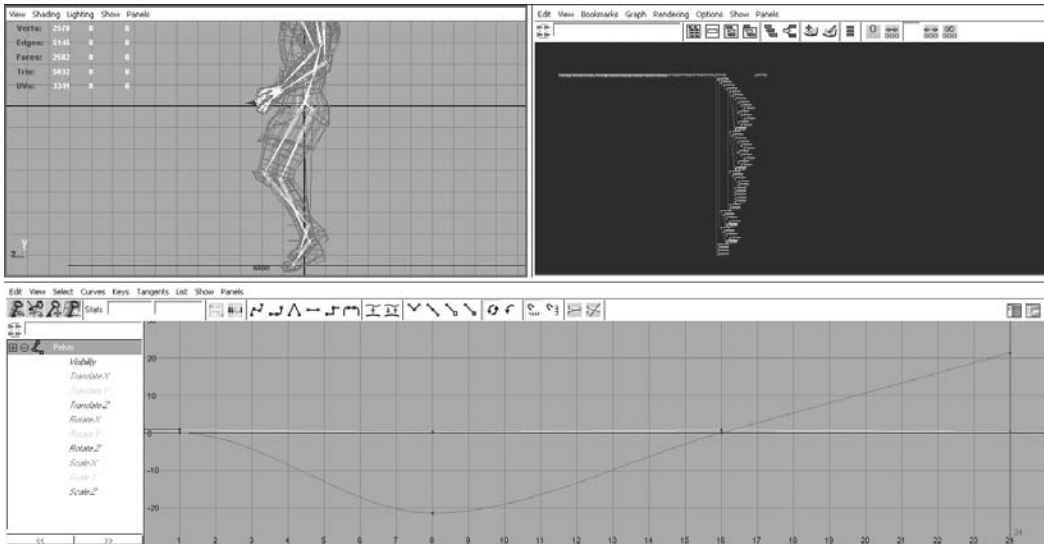 View Shading Lighting Show Panels
Verts: 2570 0 0
Edges: 5145 0 0
Faces: 2582 0 0
Tris: 5032 0 0
UVs: 3349 0 0
Y
Z
Edit View Bookmarks Graph Rendering Options Show Panels
0
Edit View Select Curves Keys Tangents List Show Panels
Stats
Pelvis
Visibility
Translate X
Translate Y
Translate Z
Rotate X
Rotate Y
Rotate Z
Scale X
Scale Y
Scale Z
<< >>
20
10
0
-10
-20
1 2 3 4 5 6 7 8 9 10 11 12 13 14 15 16 17 18 19 20 21 22 23 24
24